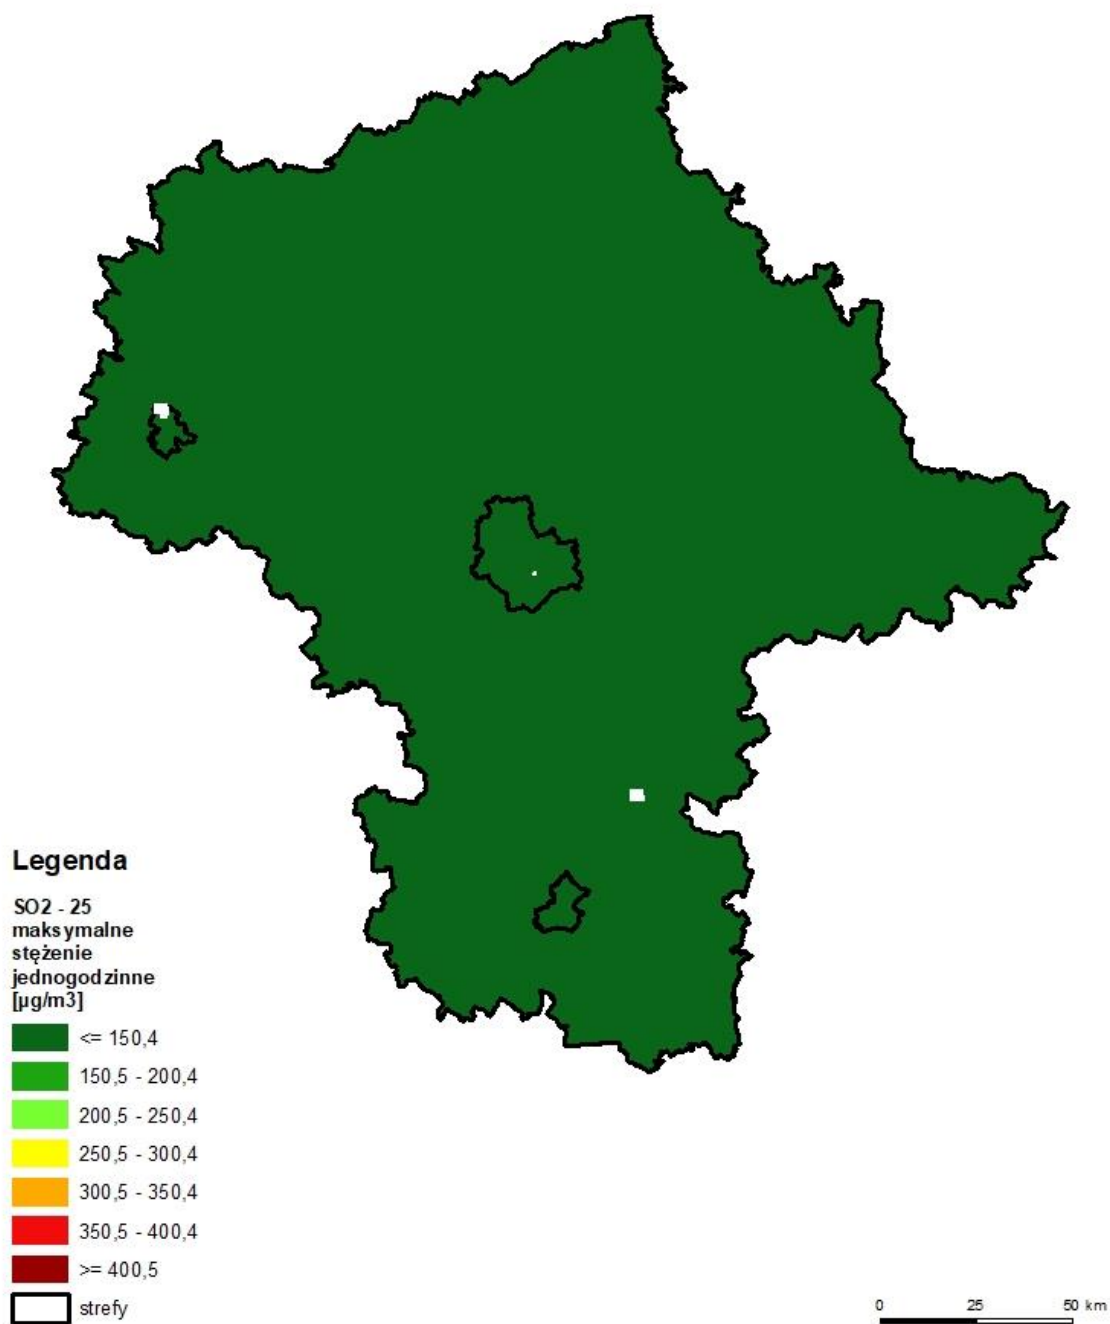 Legenda
SO2 - 25
maksymalne
stężenie
jednogodzinne
[µg/m3]
<= 150,4
150,5 - 200,4
200,5 - 250,4
250,5 - 300,4
300,5 - 350,4
350,5 - 400,4
>= 400,5
strefy
0 25 50 km